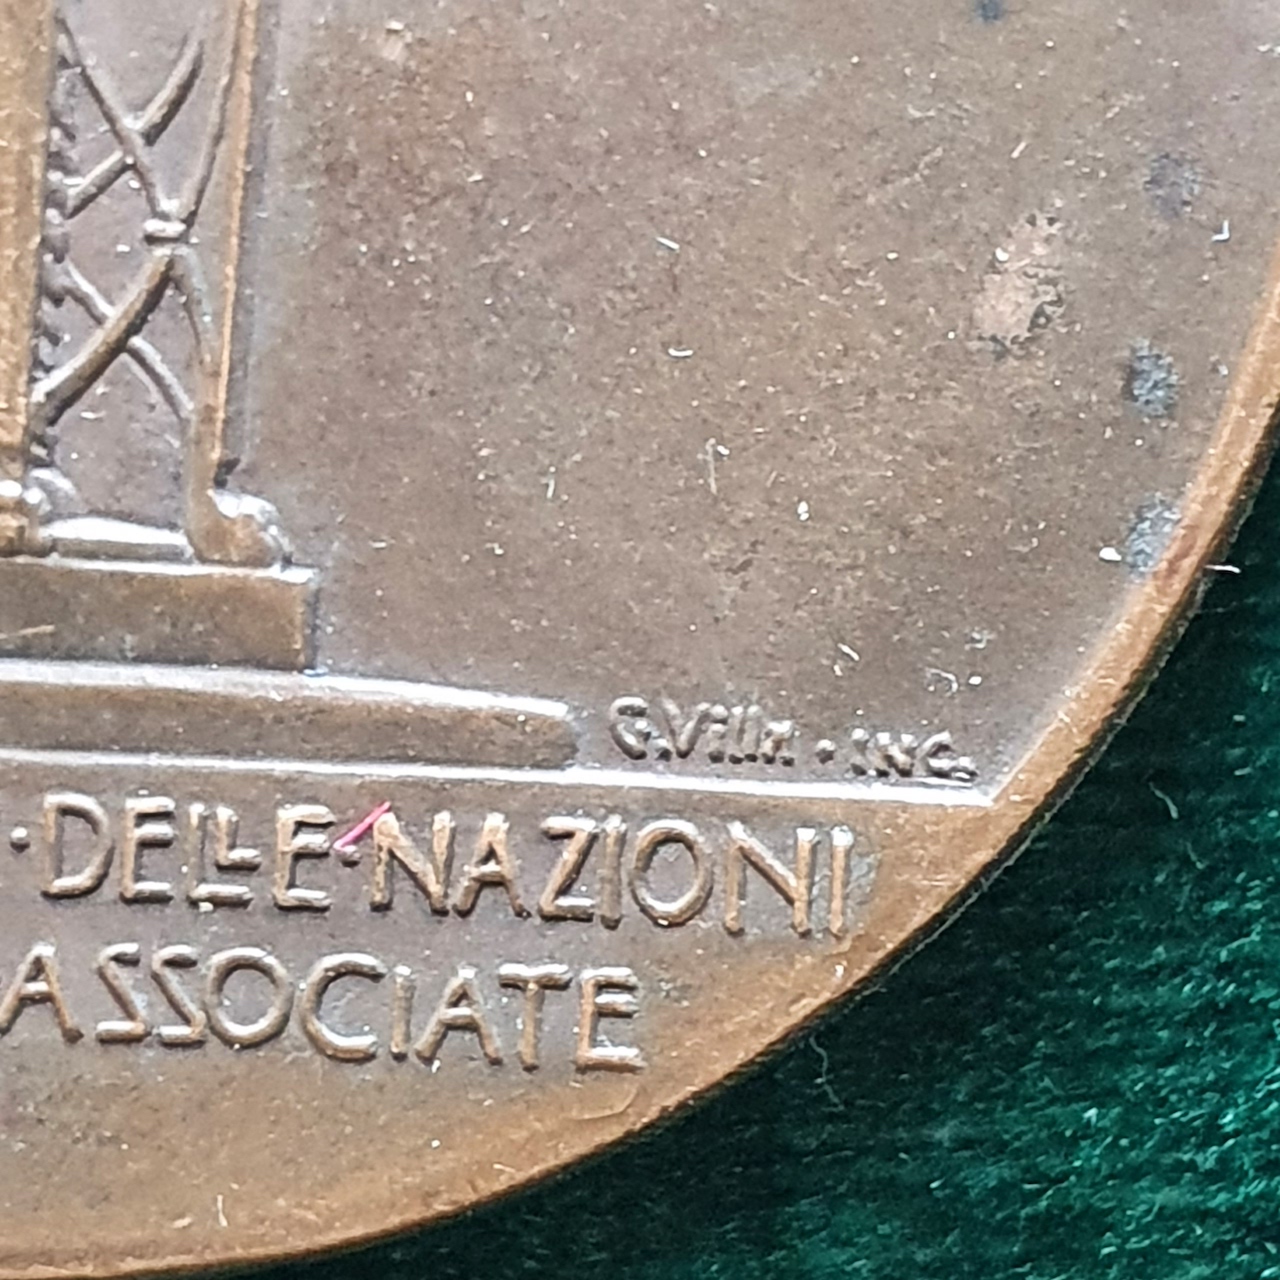 G. Villa · INC.
· DELLE · NAZIONI
ASSOCIATE